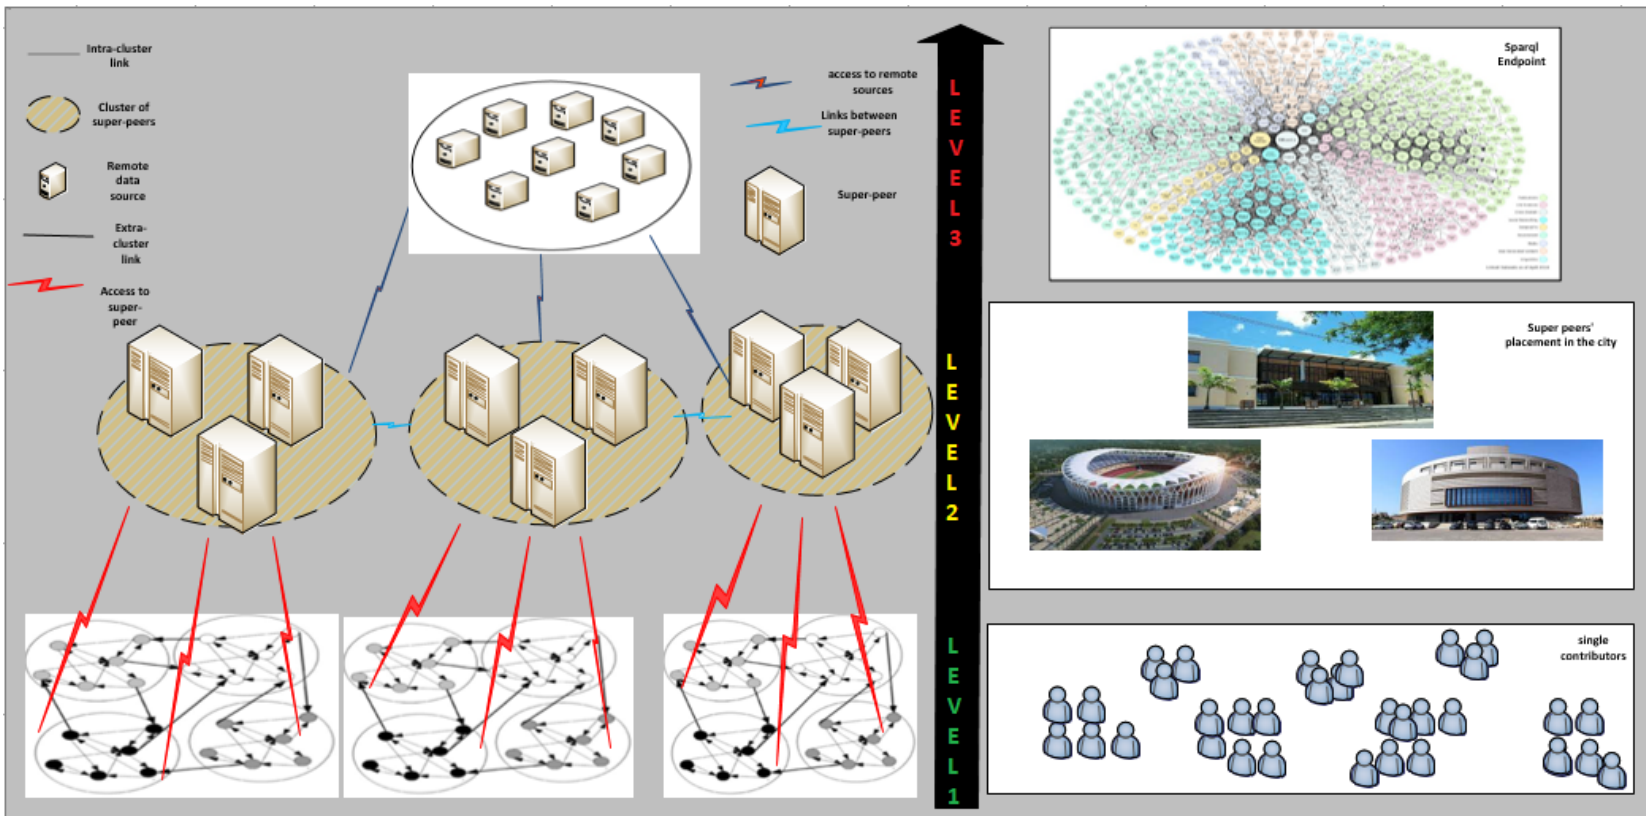 Intra-cluster
link
Cluster of
super-peers
Remote
data
source
Extra-
cluster
link
Access to
super-
peer
access to remote
sources
Links between
super-peers
Super-peer
LEVEL3
LEVEL2
LEVEL1
Sparql
Endpoint
Super peers'
placement in the city
single
contributors